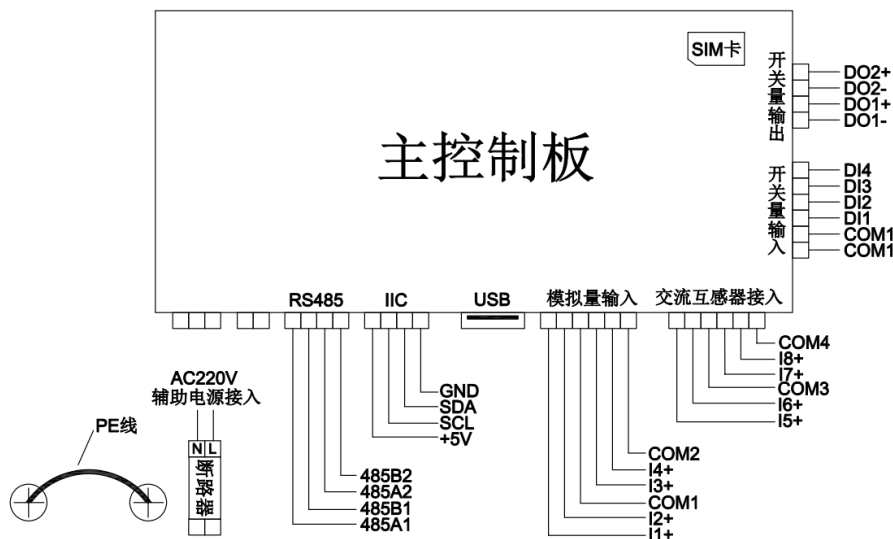 SIM卡
开关量输出
DO2+
DO2-
DO1+
DO1-
主控制板
开关量输入
DI4
DI3
DI2
DI1
COM1
COM1
RS485
IIC
USB
模拟量输入
交流互感器接入
COM4
I8+
I7+
COM3
I6+
I5+
AC220V
辅助电源接入
GND
SDA
SCL
+5V
PE线
N L
断路器
COM2
I4+
I3+
COM1
I2+
I1+
485B2
485A2
485B1
485A1